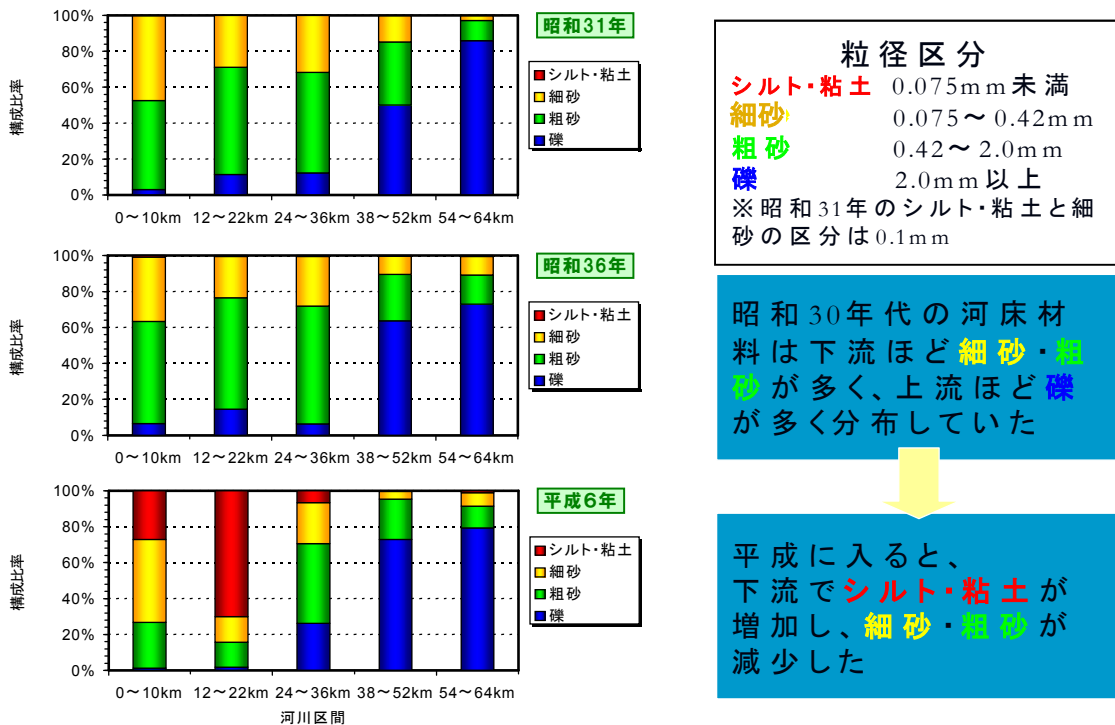 100%
80%
60%
40%
20%
0%
構成比率
0～10km 12～22km 24～36km 38～52km 54～64km
昭和31年
シルト・粘土
細砂
粗砂
礫
100%
80%
60%
40%
20%
0%
構成比率
0～10km 12～22km 24～36km 38～52km 54～64km
昭和36年
シルト・粘土
細砂
粗砂
礫
100%
80%
60%
40%
20%
0%
構成比率
0～10km 12～22km 24～36km 38～52km 54～64km
河川区間
平成6年
シルト・粘土
細砂
粗砂
礫
粒径区分
シルト・粘土 0.075mm未満
細砂 0.075～0.42mm
粗砂 0.42～2.0mm
礫 2.0mm以上
※昭和31年のシルト・粘土と細
砂の区分は0.1mm
昭和30年代の河床材
料は下流ほど細砂・粗
砂が多く、上流ほど礫
が多く分布していた
平成に入ると、
下流でシルト・粘土が
増加し、細砂・粗砂が
減少した